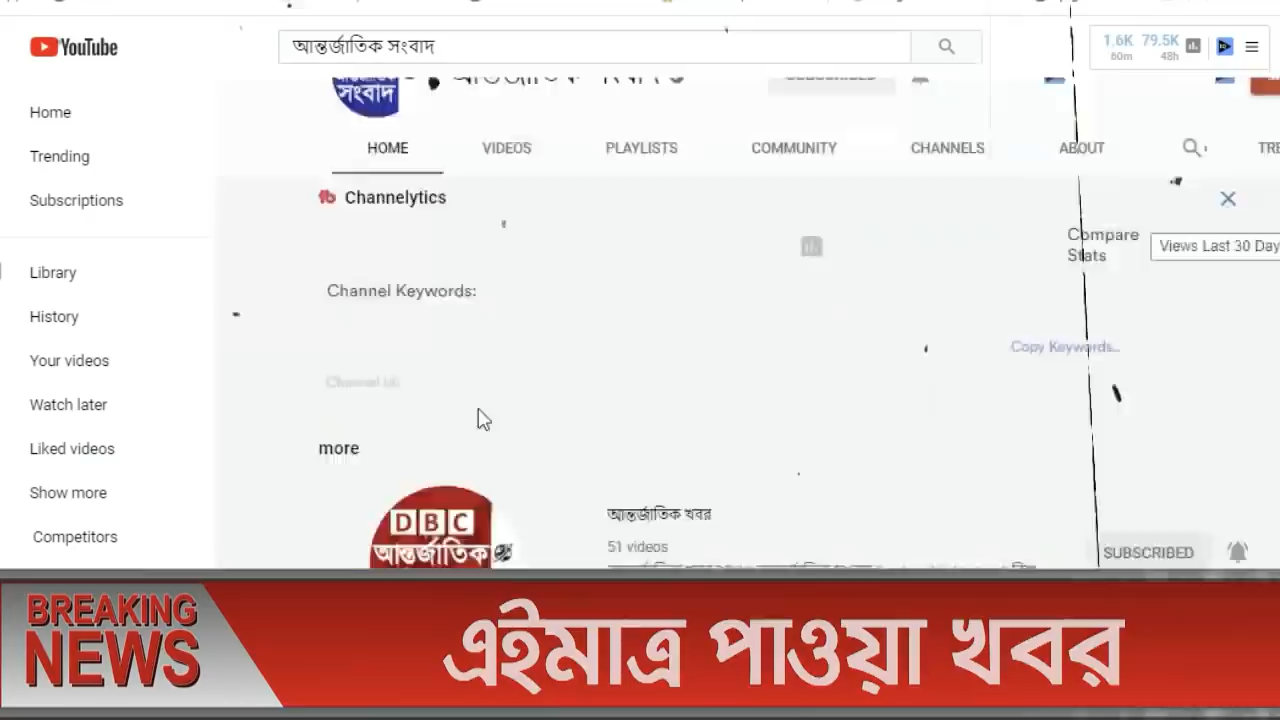 YouTube
আন্তর্জাতিক সংবাদ
1.6K 79.5K
60m 48h
Home
Trending
Subscriptions
Library
History
Your videos
Watch later
Liked videos
Show more
Competitors
সংবাদ
SUBSCRIBED
HOME VIDEOS PLAYLISTS COMMUNITY CHANNELS ABOUT
Channelytics
Compare
Stats
Views Last 30 Day
Channel Keywords:
Copy Keywords...
more
DBC
আন্তর্জাতিক
আন্তর্জাতিক খবর
51 videos
SUBSCRIBED
BREAKING
NEWS
এইমাত্র পাওয়া খবর